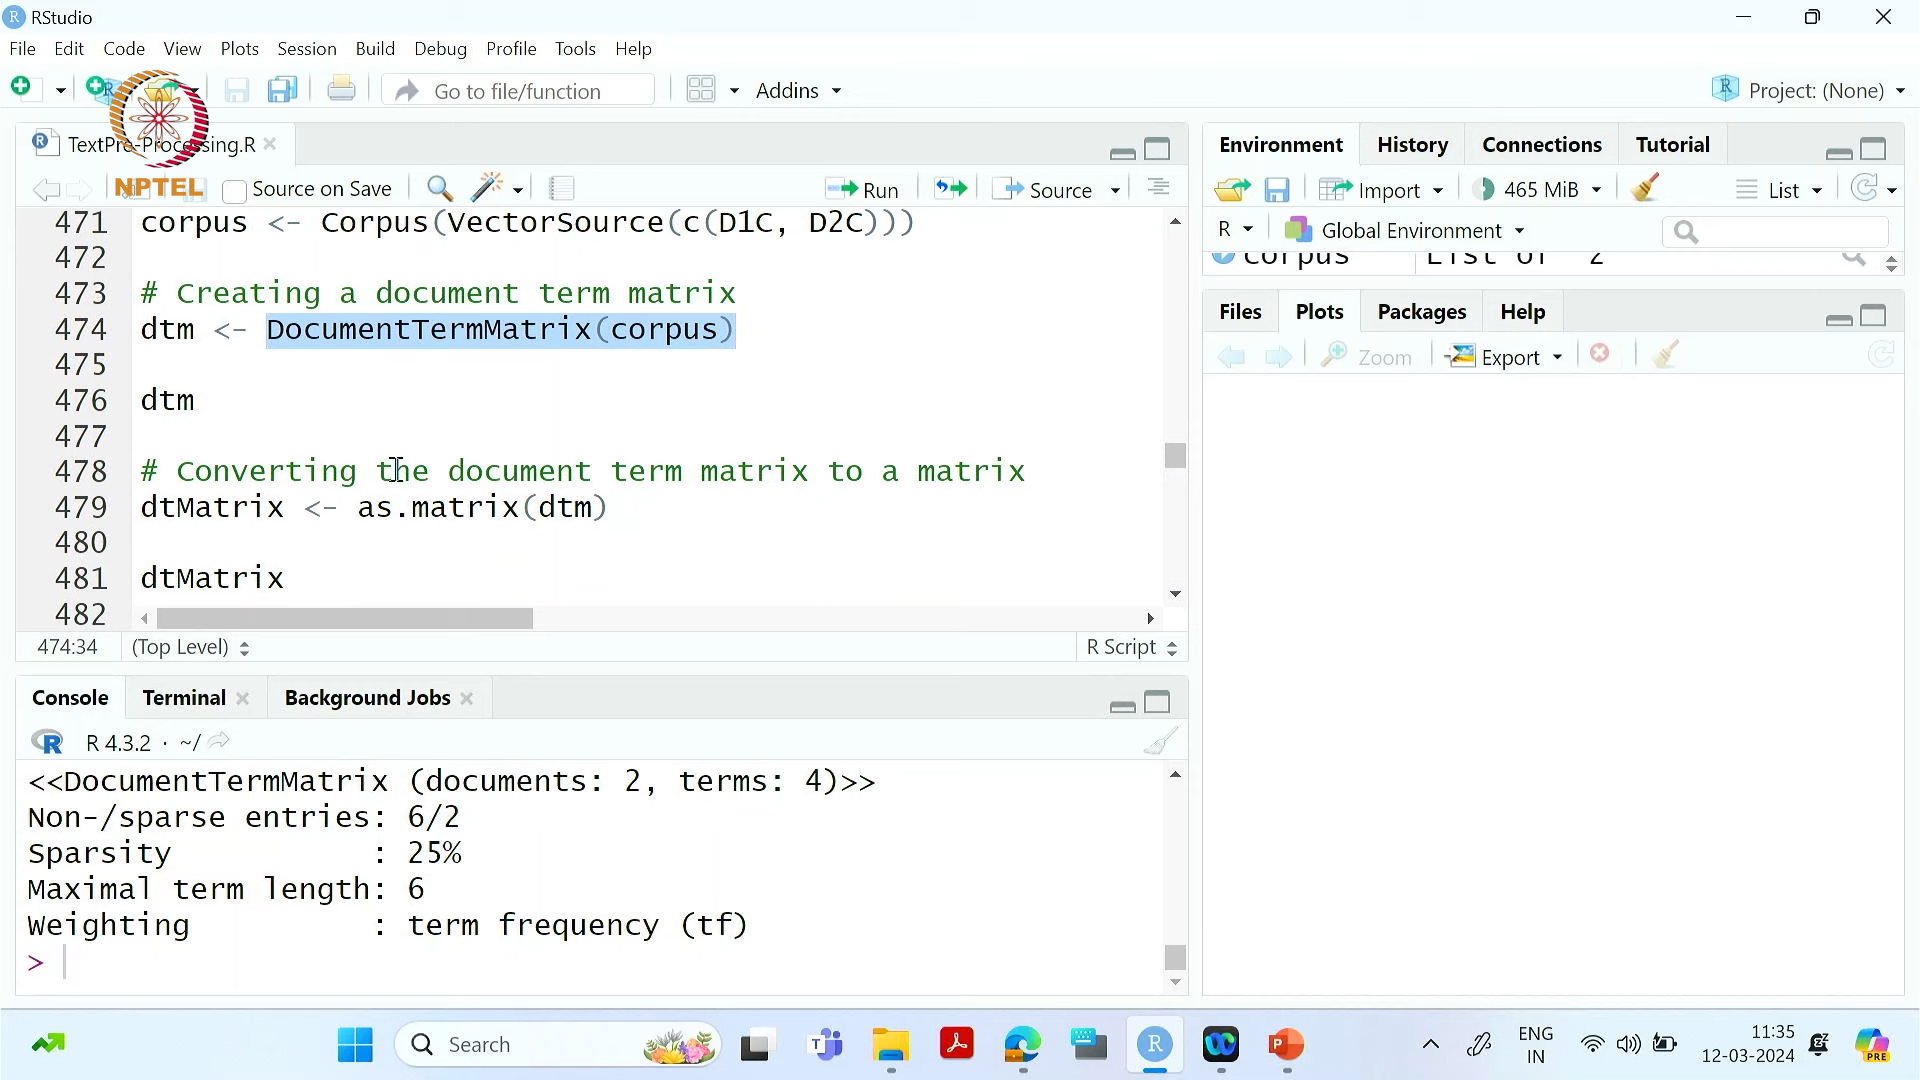 RStudio
File Edit Code View Plots Session Build Debug Profile Tools Help
Go to file/function Addins Project: (None)
TextPre-Processing.R
NPTEL Source on Save Run Source
471 corpus <- Corpus(VectorSource(c(D1C, D2C)))
472
473 # Creating a document term matrix
474 dtm <- DocumentTermMatrix(corpus)
475
476 dtm
477
478 # Converting the document term matrix to a matrix
479 dtMatrix <- as.matrix(dtm)
480
481 dtMatrix
482
474:34 (Top Level) R Script
Console Terminal Background Jobs
R 4.3.2 · ~/
<<DocumentTermMatrix (documents: 2, terms: 4)>>
Non-/sparse entries: 6/2
Sparsity : 25%
Maximal term length: 6
Weighting : term frequency (tf)
>
Environment History Connections Tutorial
Import 465 MiB List
R Global Environment
corpus List of 2
Files Plots Packages Help
Zoom Export
Search
ENG
IN
11:35
12-03-2024
PRE